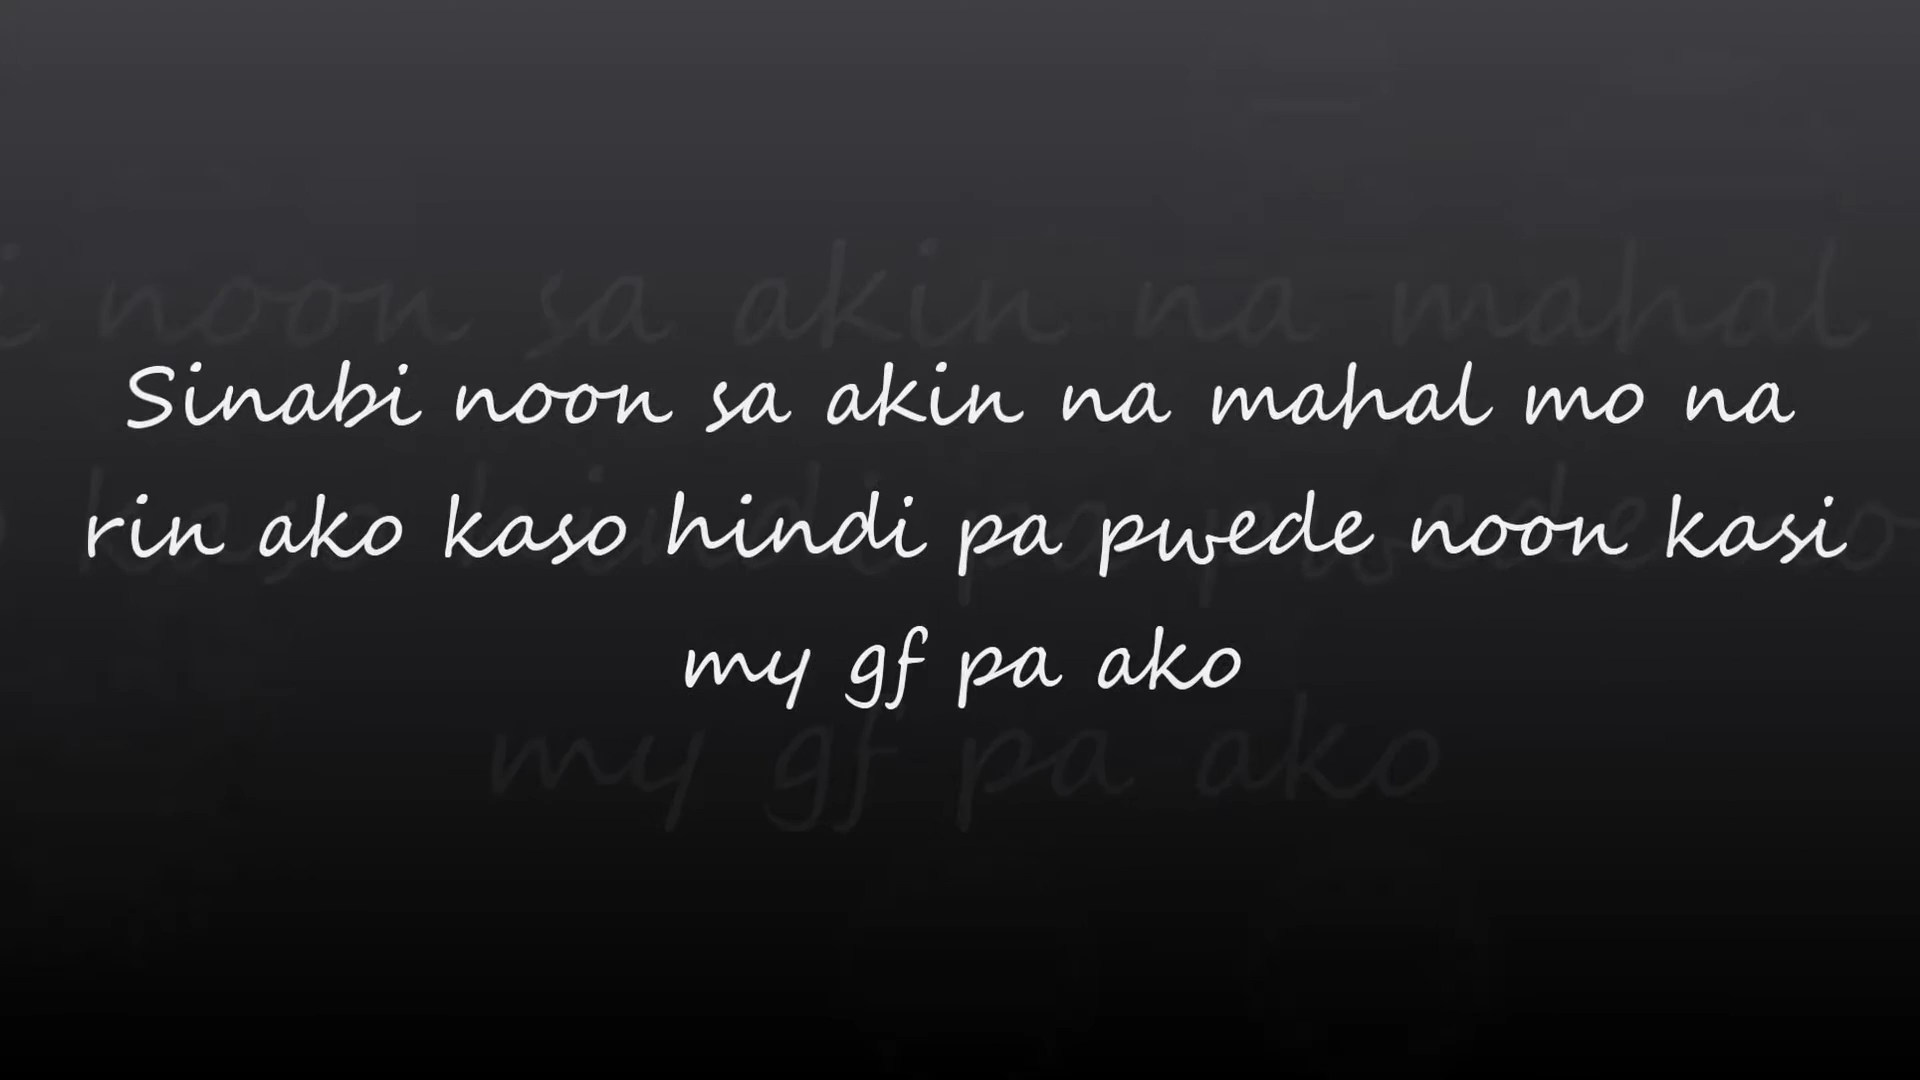 Sinabi noon sa akin na mahal mo na
rin ako kaso hindi pa pwede noon kasi
my gf pa ako